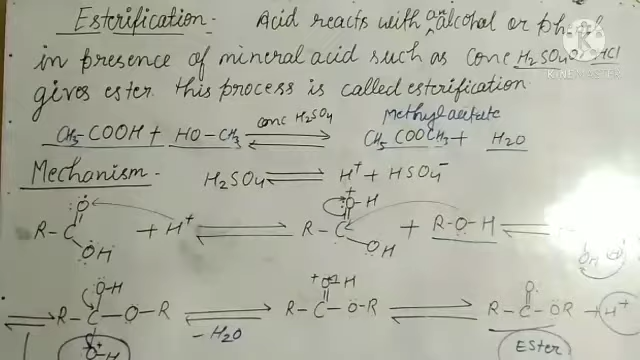 Esterification - Acid reacts with an alcohol or phenol
in presence of mineral acid such as conc H2SO4 or HCl
gives ester this process is called esterification.
conc H2SO4 Methyl acetate
CH3-COOH + HO-CH3 ⇌ CH3COOCH3 + H2O
Mechanism - H2SO4 ⇌ H+ + HSO4-
R-C OH + H+ ⇌ R-C OH + R-O-H ⇌
⇌ R-C-O-R ⇌ -H2O R-C-O-R ⇌ R-C-OR + H+
Ester
KINEMASTER